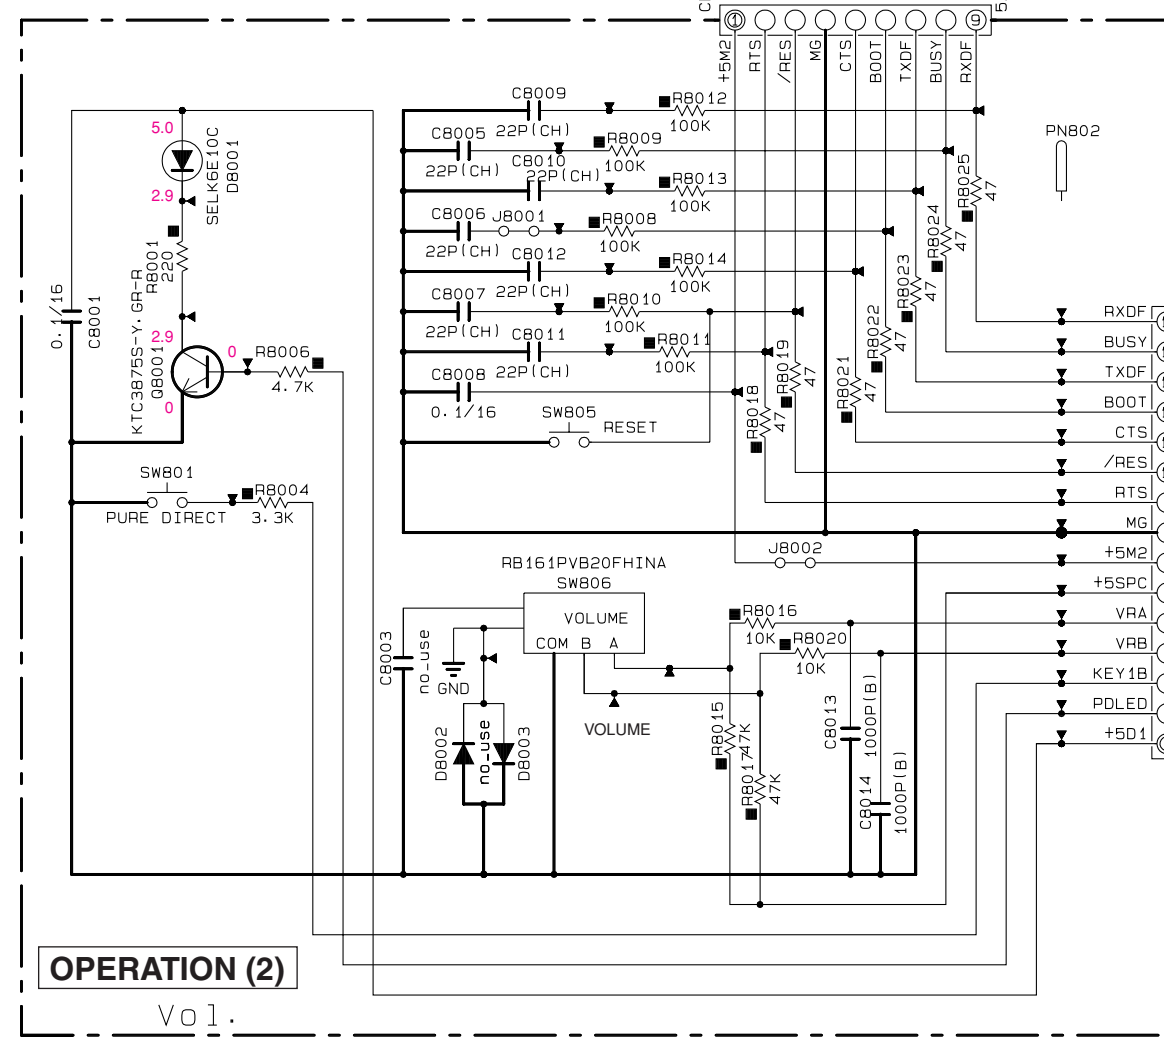 1
9
+5M2
RTS
/RES
MG
CTS
BOOT
TXDF
BUSY
RXDF
C8009
22P(CH)
R8012
100K
C8005
22P(CH)
R8009
100K
C8010
22P(CH)
R8013
100K
C8006
22P(CH)
J8001
R8008
100K
C8012
22P(CH)
R8014
100K
C8007
22P(CH)
R8010
100K
C8011
22P(CH)
R8011
100K
C8008
0.1/16
SW805
RESET
5.0
SELK6E10C
D8001
2.9
R8001
220
0.1/16
C8001
KTC3875S-Y.GR-R
Q8001
2.9
0
0
R8006
4.7K
SW801
PURE DIRECT
R8004
3.3K
PN802
R8025
47
R8024
47
R8023
47
R8022
47
R8021
47
R8019
47
R8018
47
RXDF
BUSY
TXDF
BOOT
CTS
/RES
RTS
MG
+5M2
+5SPC
VRA
VRB
KEY1B
PDLED
+5D1
J8002
RB161PVB20FHINA
SW806
VOLUME
COM B A
C8003
no_use
GND
D8002
no_use
D8003
VOLUME
R8016
10K
R8020
10K
R8015
47K
R8017
47K
C8013
1000P(B)
C8014
1000P(B)
OPERATION (2)
Vol.